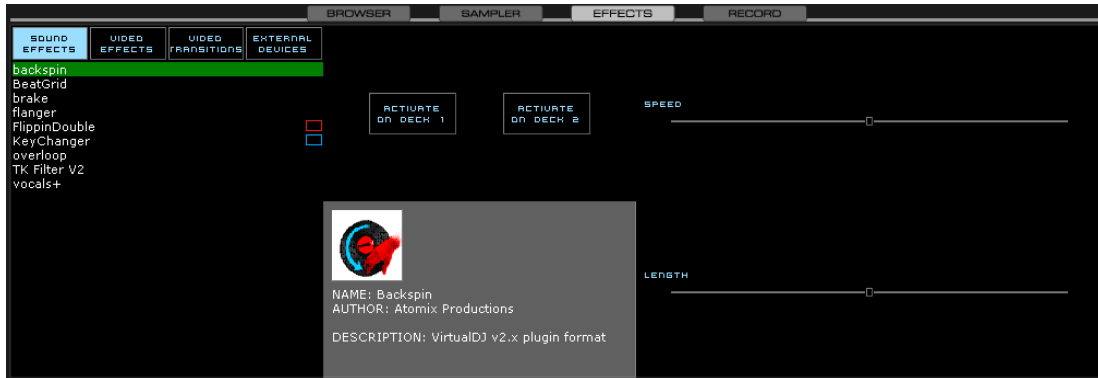 BROWSER SAMPLER EFFECTS RECORD
SOUND EFFECTS
VIDEO EFFECTS
VIDEO TRANSITIONS
EXTERNAL DEVICES
backspin
BeatGrid
brake
flanger
FlippinDouble
KeyChanger
overloop
TK Filter V2
vocals+
ACTIVATE
ON DECK 1
ACTIVATE
ON DECK 2
SPEED
LENGTH
NAME: Backspin
AUTHOR: Atomix Productions
DESCRIPTION: VirtualDJ v2.x plugin format